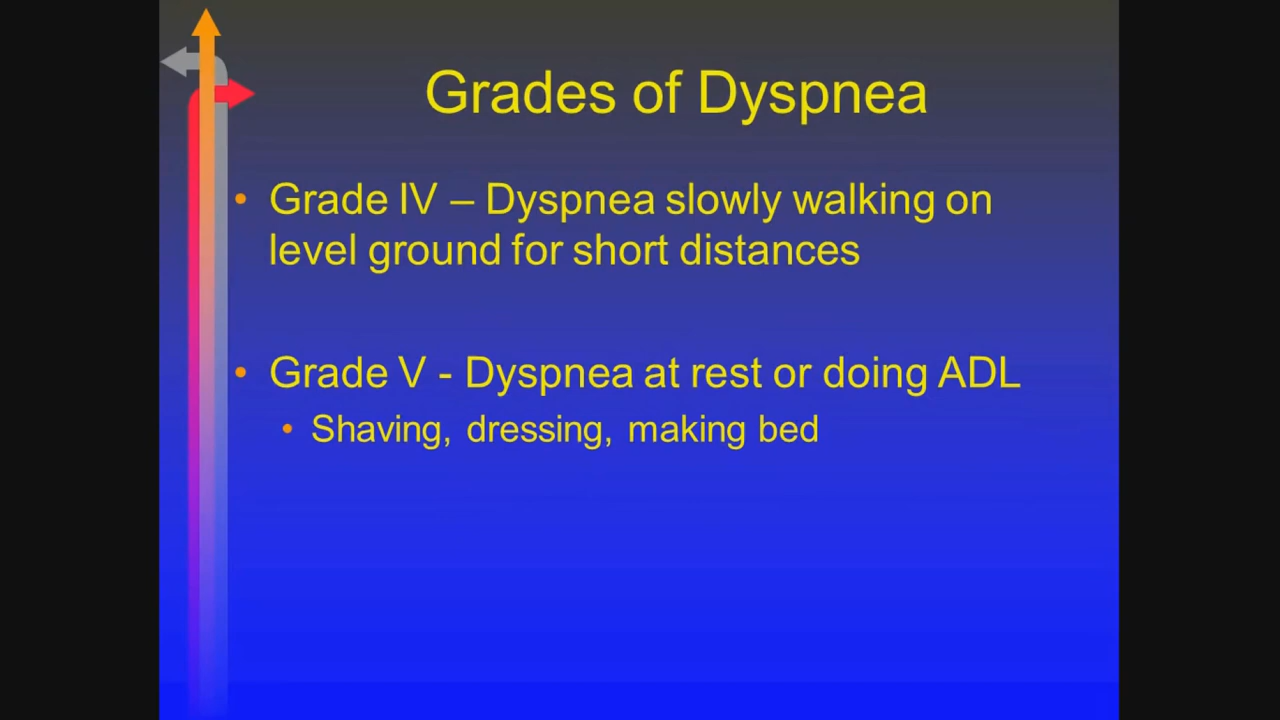 Grades of Dyspnea
• Grade IV – Dyspnea slowly walking on
level ground for short distances
• Grade V - Dyspnea at rest or doing ADL
• Shaving, dressing, making bed